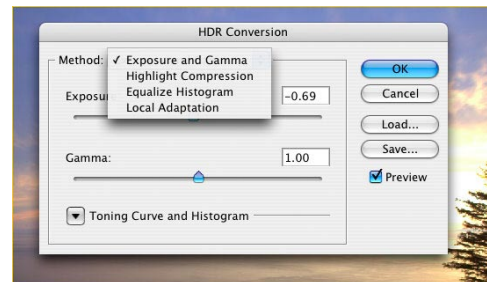 HDR Conversion
Method: ✓ Exposure and Gamma
Highlight Compression
Equalize Histogram
Local Adaptation
-0.69
Gamma: 1.00
Toning Curve and Histogram
OK
Cancel
Load...
Save...
Preview